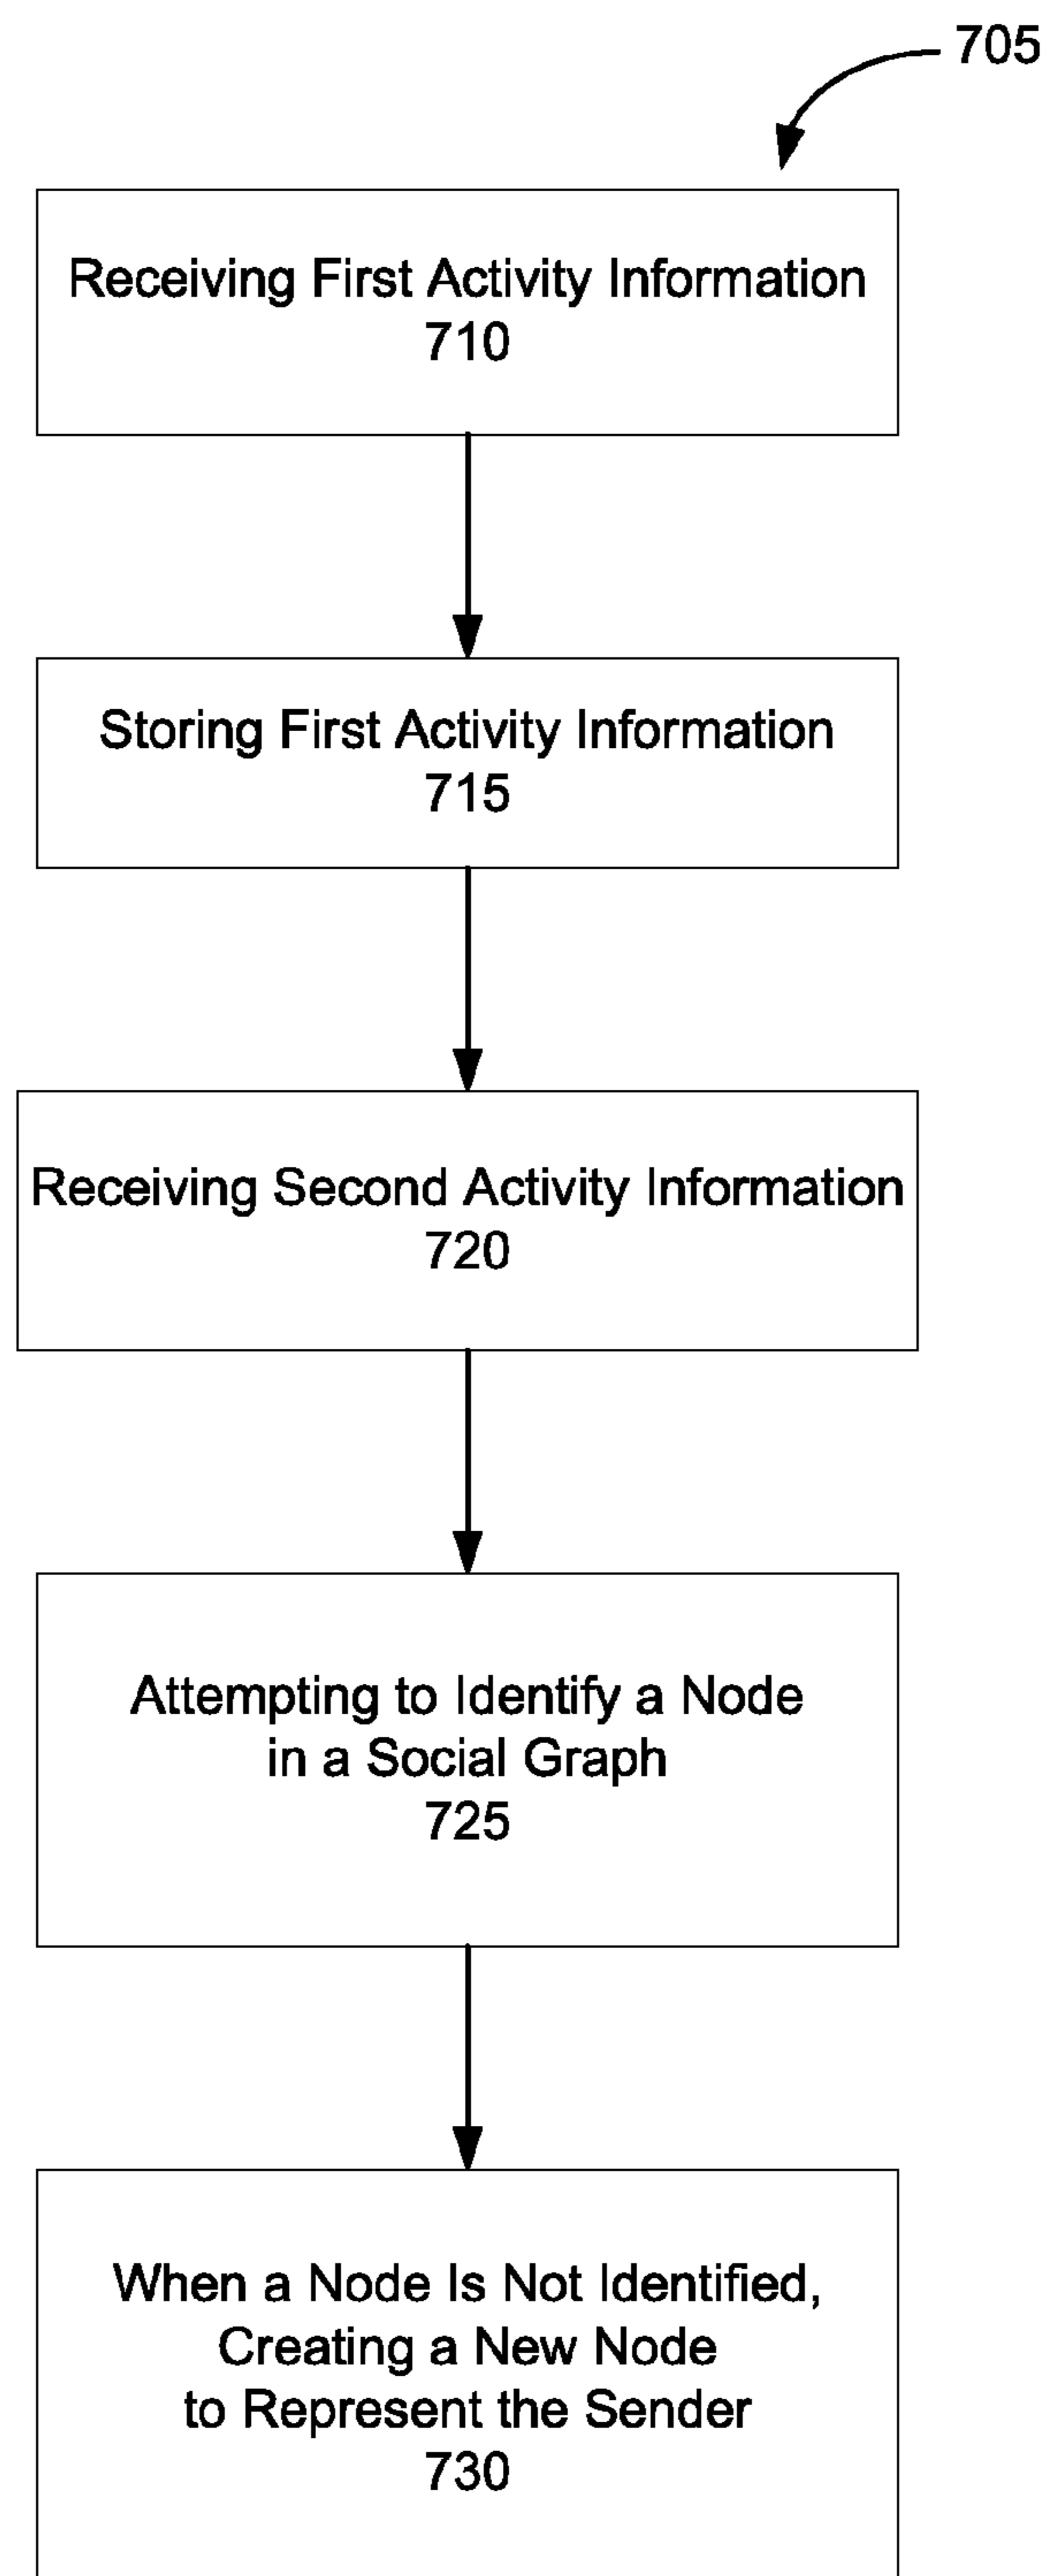 705
Receiving First Activity Information
710
Storing First Activity Information
715
Receiving Second Activity Information
720
Attempting to Identify a Node
in a Social Graph
725
When a Node Is Not Identified,
Creating a New Node
to Represent the Sender
730